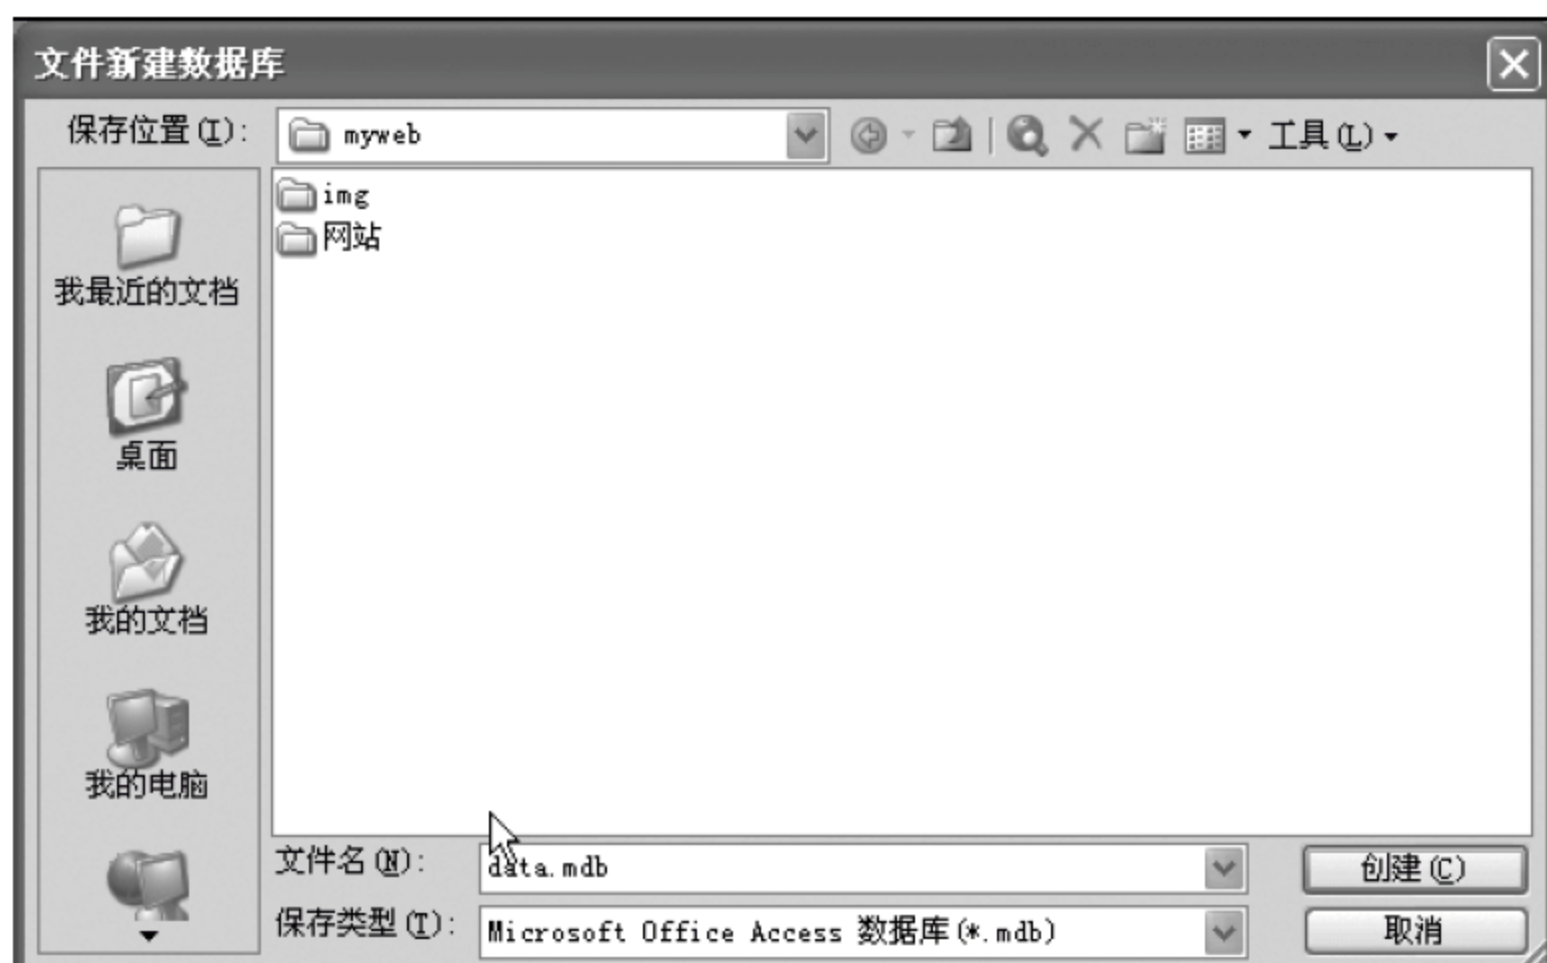 文件新建数据库
保存位置(I): myweb 工具(L)
img
网站
我最近的文档
桌面
我的文档
我的电脑
文件名(N): data.mdb 创建(C)
保存类型(T): Microsoft Office Access 数据库(*.mdb) 取消